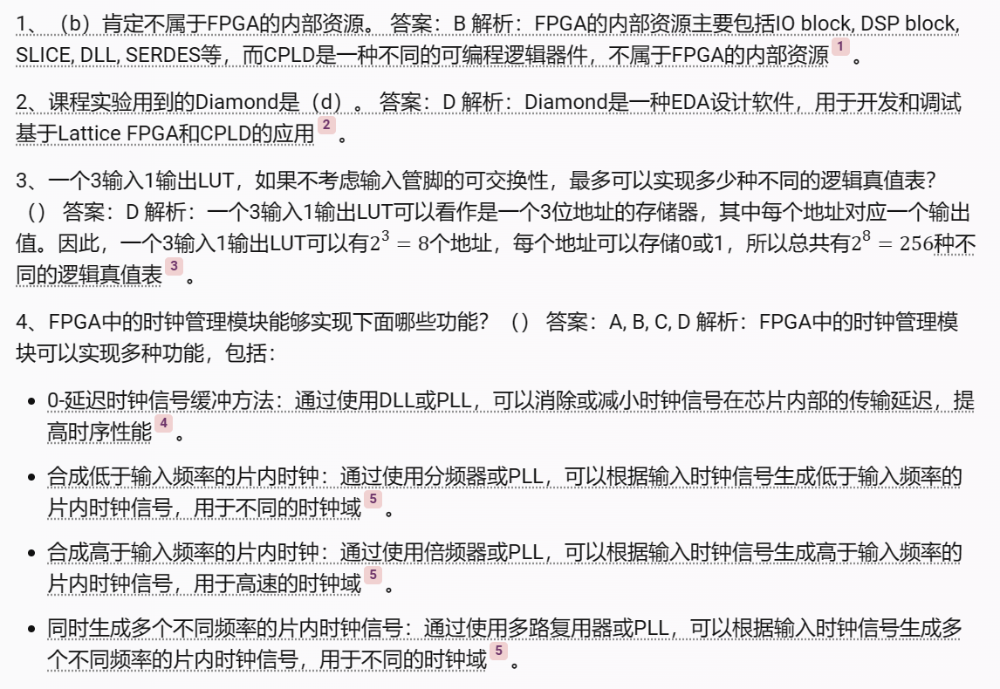 1、（b）肯定不属于FPGA的内部资源。 答案：B 解析：FPGA的内部资源主要包括IO block, DSP block,
SLICE, DLL, SERDES等，而CPLD是一种不同的可编程逻辑器件，不属于FPGA的内部资源 1 。
2、课程实验用到的Diamond是（d）。 答案：D 解析：Diamond是一种EDA设计软件，用于开发和调试
基于Lattice FPGA和CPLD的应用 2 。
3、一个3输入1输出LUT，如果不考虑输入管脚的可交换性，最多可以实现多少种不同的逻辑真值表？
（） 答案：D 解析：一个3输入1输出LUT可以看作是一个3位地址的存储器，其中每个地址对应一个输出
值。因此，一个3输入1输出LUT可以有2³ = 8个地址，每个地址可以存储0或1，所以总共有2⁸ = 256种不
同的逻辑真值表 3 。
4、FPGA中的时钟管理模块能够实现下面哪些功能？（） 答案：A, B, C, D 解析：FPGA中的时钟管理模
块可以实现多种功能，包括：
• 0-延迟时钟信号缓冲方法：通过使用DLL或PLL，可以消除或减小时钟信号在芯片内部的传输延迟，提
高时序性能 4 。
• 合成低于输入频率的片内时钟：通过使用分频器或PLL，可以根据输入时钟信号生成低于输入频率的
片内时钟信号，用于不同的时钟域 5 。
• 合成高于输入频率的片内时钟：通过使用倍频器或PLL，可以根据输入时钟信号生成高于输入频率的
片内时钟信号，用于高速的时钟域 5 。
• 同时生成多个不同频率的片内时钟信号：通过使用多路复用器或PLL，可以根据输入时钟信号生成多
个不同频率的片内时钟信号，用于不同的时钟域 5 。